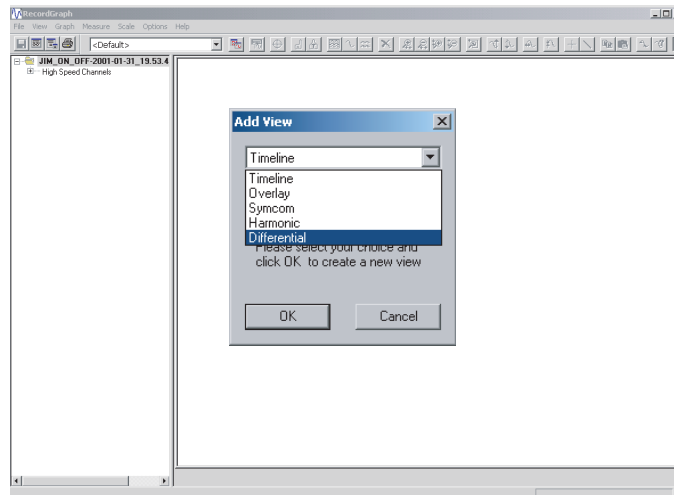 RecordGraph
File View Graph Measure Scale Options Help
<Default>
JIM_ON_OFF-2001-01-31_19.53.4
High Speed Channels
Add View
Timeline
Timeline
Overlay
Symcom
Harmonic
Differential
Please select your choice and
click OK to create a new view
OK Cancel